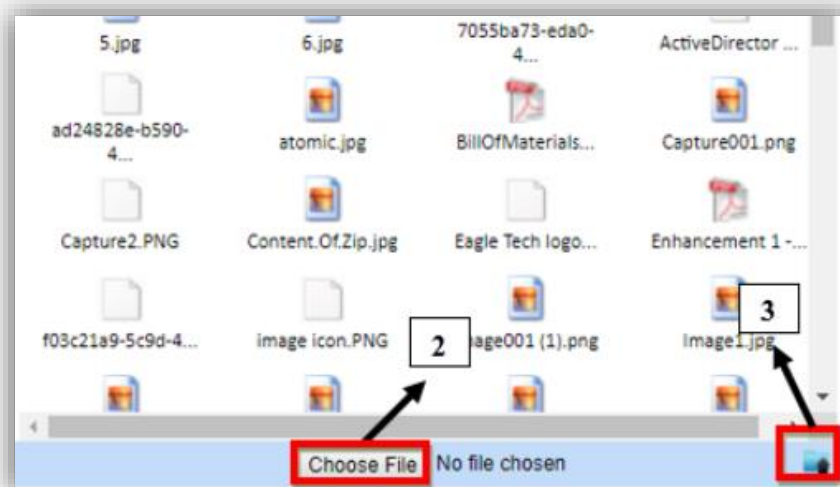 5.jpg 6.jpg 7055ba73-eda0-
4... ActiveDirector ...
ad24828e-b590-
4... atomic.jpg BillOfMaterials... Capture001.png
Capture2.PNG Content.Of.Zip.jpg Eagle Tech logo... Enhancement 1 -...
f03c21a9-5c9d-4... image icon.PNG 2 age001 (1).png 3 Image1.jpg
Choose File No file chosen